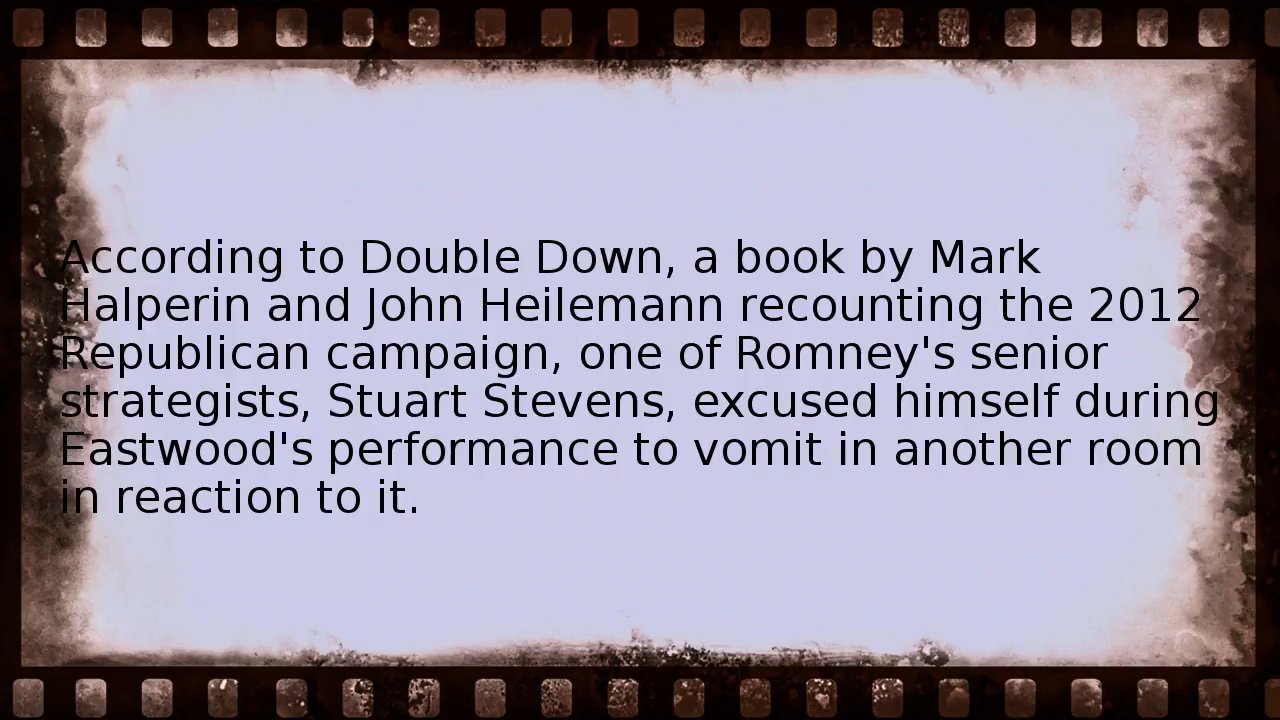 According to Double Down, a book by Mark
Halperin and John Heilemann recounting the 2012
Republican campaign, one of Romney's senior
strategists, Stuart Stevens, excused himself during
Eastwood's performance to vomit in another room
in reaction to it.